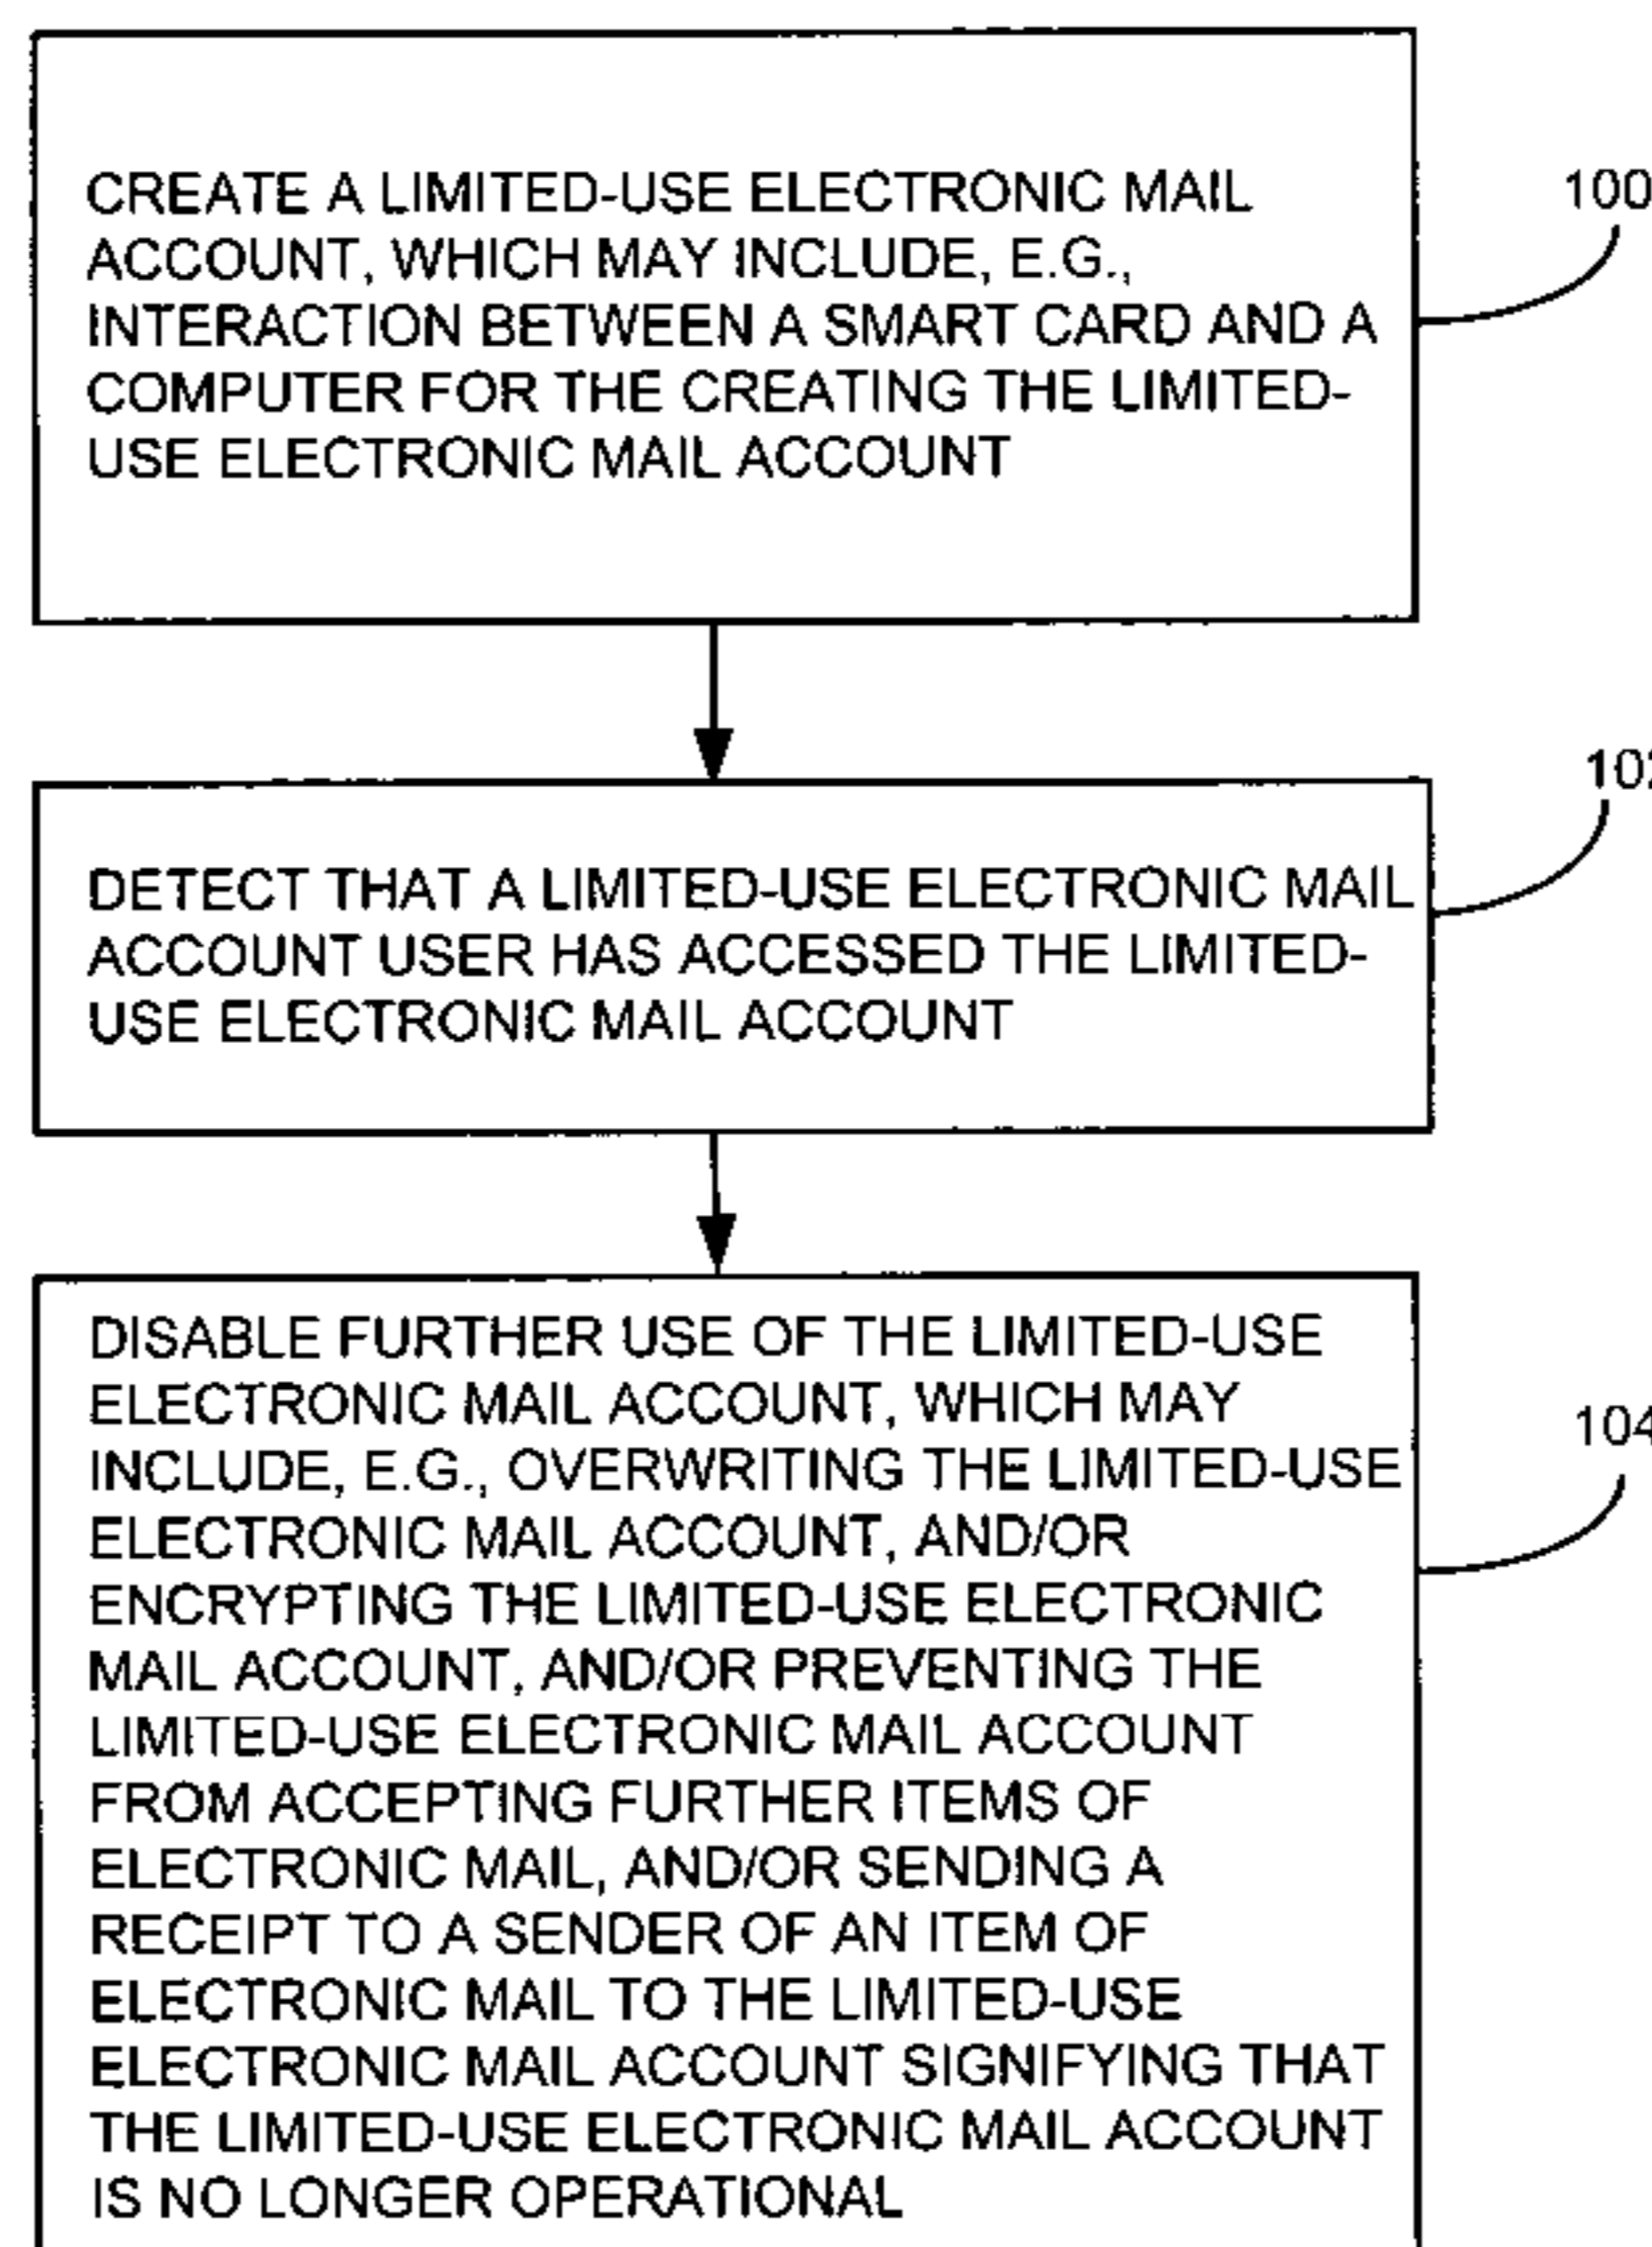 CREATE A LIMITED-USE ELECTRONIC MAIL
ACCOUNT, WHICH MAY INCLUDE, E.G.,
INTERACTION BETWEEN A SMART CARD AND A
COMPUTER FOR THE CREATING THE LIMITED-
USE ELECTRONIC MAIL ACCOUNT
100
DETECT THAT A LIMITED-USE ELECTRONIC MAIL
ACCOUNT USER HAS ACCESSED THE LIMITED-
USE ELECTRONIC MAIL ACCOUNT
102
DISABLE FURTHER USE OF THE LIMITED-USE
ELECTRONIC MAIL ACCOUNT, WHICH MAY
INCLUDE, E.G., OVERWRITING THE LIMITED-USE
ELECTRONIC MAIL ACCOUNT, AND/OR
ENCRYPTING THE LIMITED-USE ELECTRONIC
MAIL ACCOUNT, AND/OR PREVENTING THE
LIMITED-USE ELECTRONIC MAIL ACCOUNT
FROM ACCEPTING FURTHER ITEMS OF
ELECTRONIC MAIL, AND/OR SENDING A
RECEIPT TO A SENDER OF AN ITEM OF
ELECTRONIC MAIL TO THE LIMITED-USE
ELECTRONIC MAIL ACCOUNT SIGNIFYING THAT
THE LIMITED-USE ELECTRONIC MAIL ACCOUNT
IS NO LONGER OPERATIONAL
104